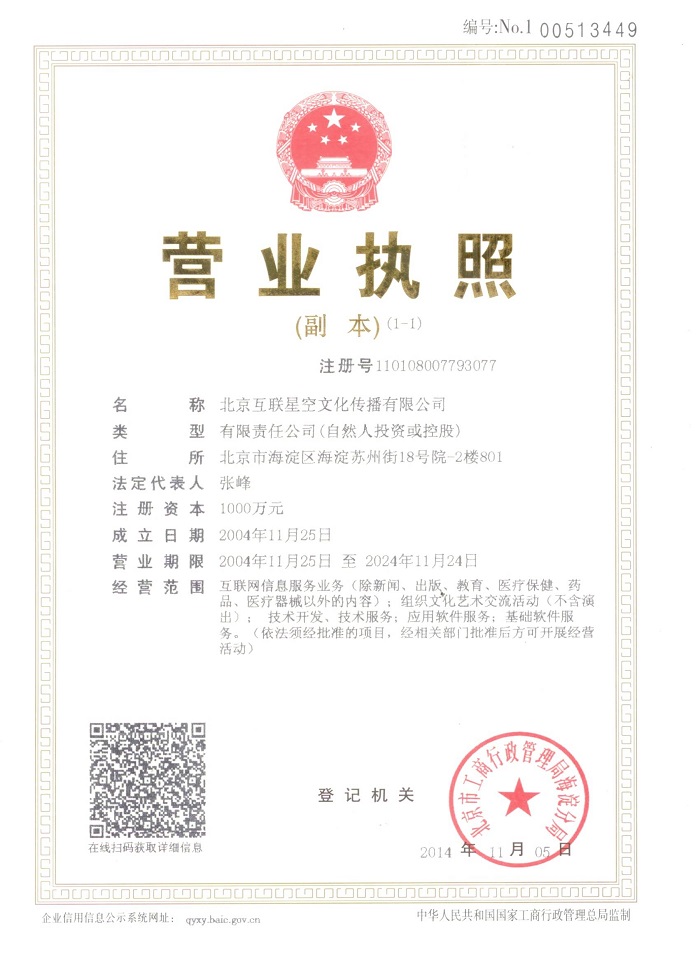 编号:No.1 00513449
营业执照
(副 本)(1-1)
注册号110108007793077
名 称 北京互联星空文化传播有限公司
类 型 有限责任公司(自然人投资或控股)
住 所 北京市海淀区海淀苏州街18号院-2楼801
法定代表人 张峰
注册资本 1000万元
成立日期 2004年11月25日
营业期限 2004年11月25日 至 2024年11月24日
经营范围 互联网信息服务业务（除新闻、出版、教育、医疗保健、药
品、医疗器械以外的内容）；组织文化艺术交流活动（不含演
出）； 技术开发、技术服务；应用软件服务；基础软件服
务。（依法须经批准的项目，经相关部门批准后方可开展经营
活动）
在线扫码获取详细信息
登记机关
北京市工商行政管理局海淀分局
2014 年 11 月 05 日
企业信用信息公示系统网址： qyxy.baic.gov.cn
中华人民共和国国家工商行政管理总局监制